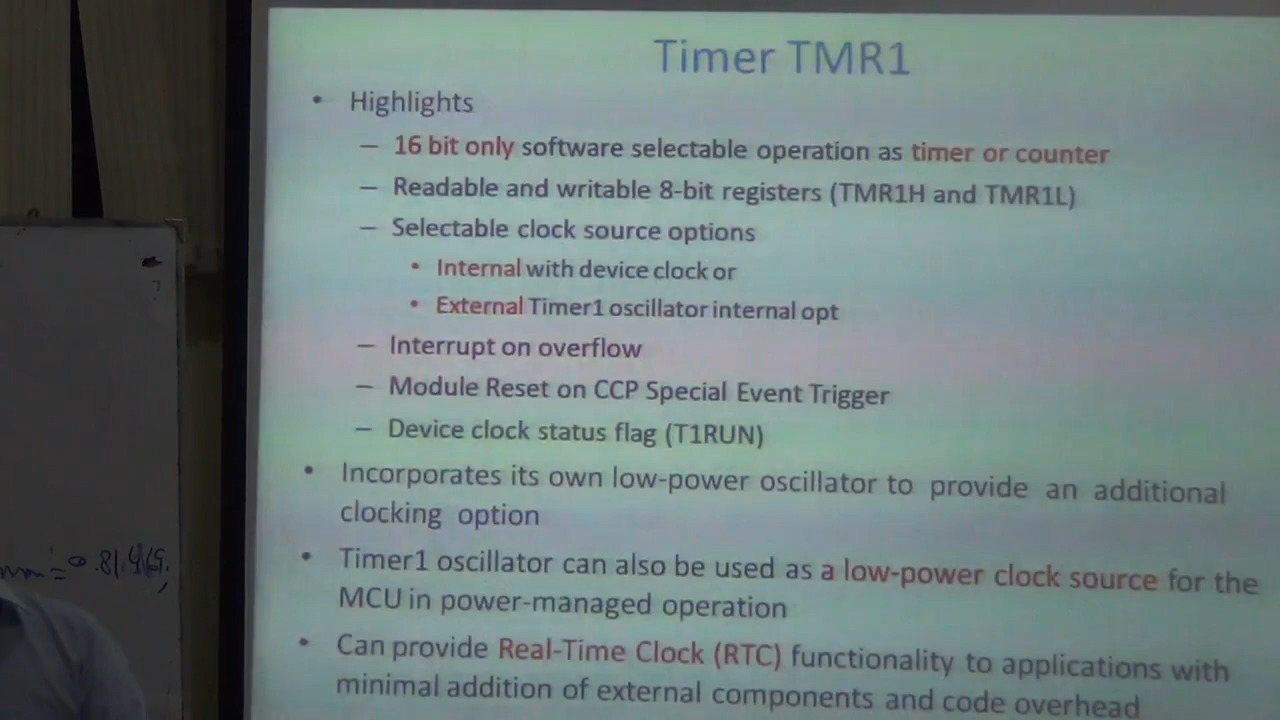 Timer TMR1
• Highlights
– 16 bit only software selectable operation as timer or counter
– Readable and writable 8-bit registers (TMR1H and TMR1L)
– Selectable clock source options
• Internal with device clock or
• External Timer1 oscillator internal opt
– Interrupt on overflow
– Module Reset on CCP Special Event Trigger
– Device clock status flag (T1RUN)
• Incorporates its own low-power oscillator to provide an additional
clocking option
• Timer1 oscillator can also be used as a low-power clock source for the
MCU in power-managed operation
• Can provide Real-Time Clock (RTC) functionality to applications with
minimal addition of external components and code overhead